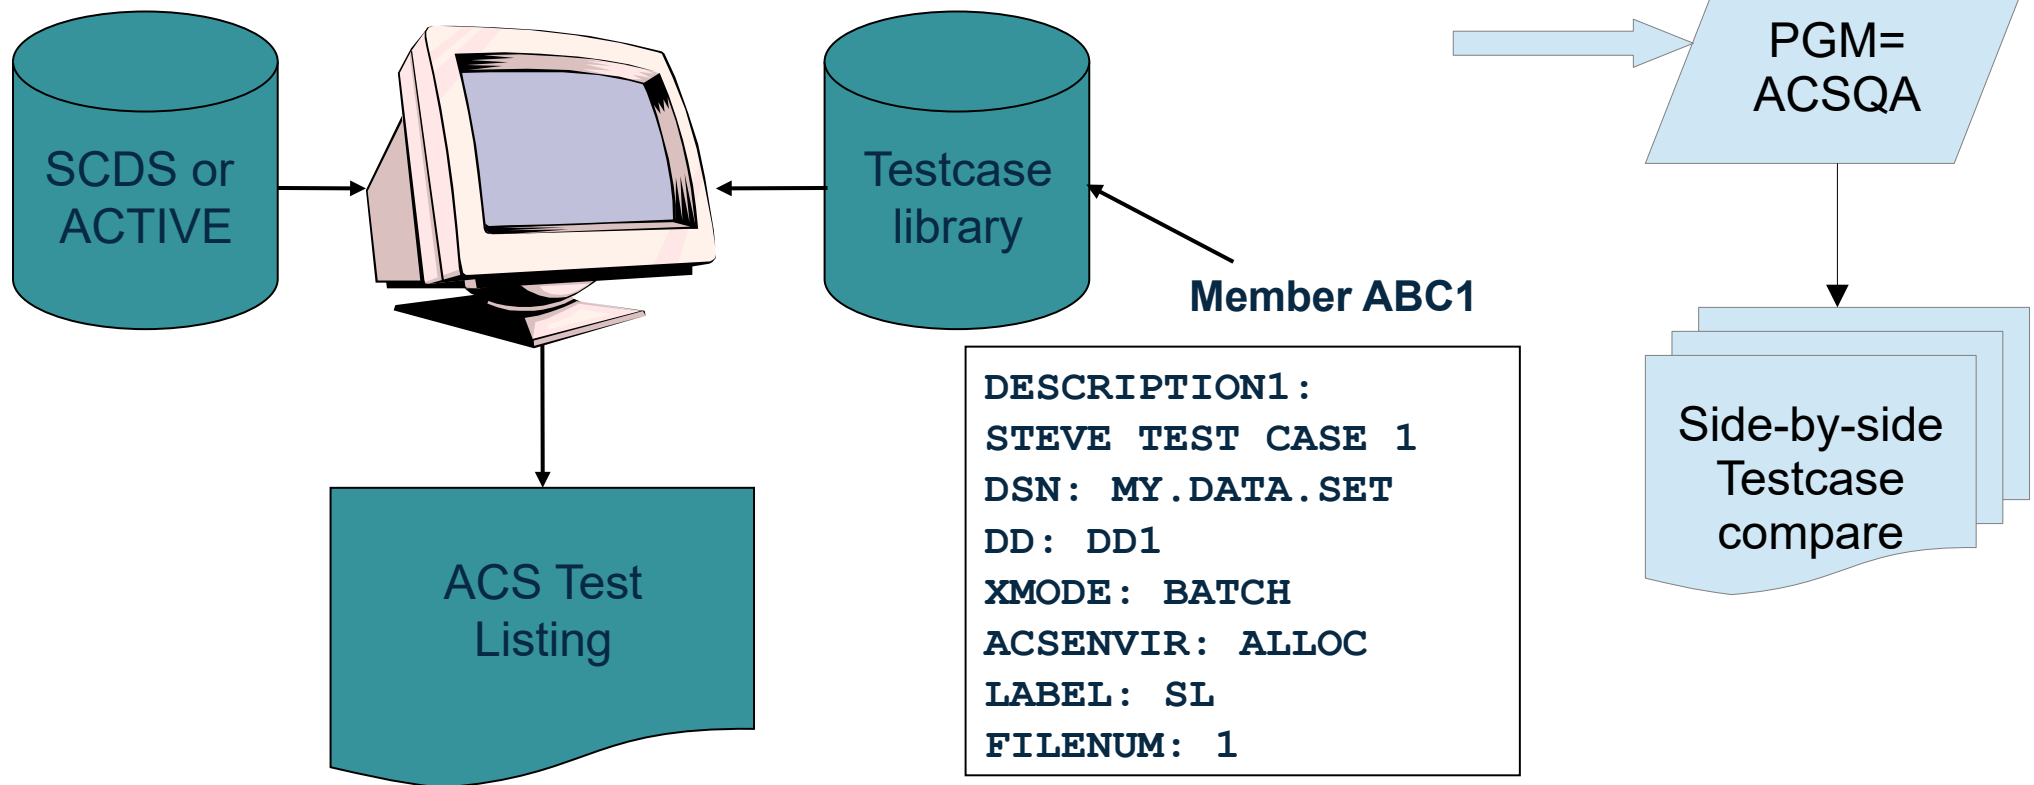 SCDS or
ACTIVE
Testcase
library
PGM=
ACSQA
Member ABC1
DESCRIPTION1:
STEVE TEST CASE 1
DSN: MY.DATA.SET
DD: DD1
XMODE: BATCH
ACSENVIR: ALLOC
LABEL: SL
FILENUM: 1
ACS Test
Listing
Side-by-side
Testcase
compare